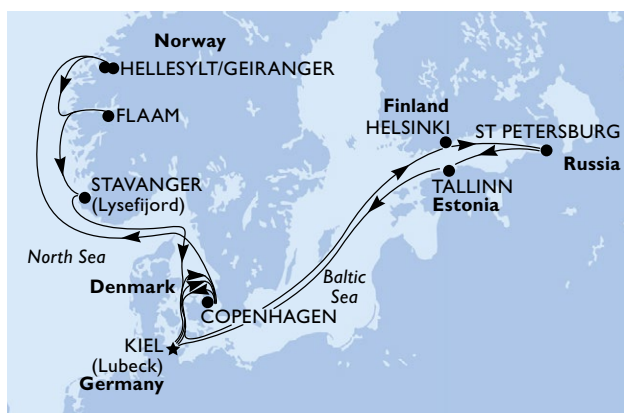 Norway
HELLESYLT/GEIRANGER
FLAAM
Finland
HELSINKI
ST PETERSBURG
Russia
TALLINN
Estonia
STAVANGER
(Lysefijord)
North Sea
Baltic
Sea
Denmark
COPENHAGEN
KIEL
(Lubeck)
Germany